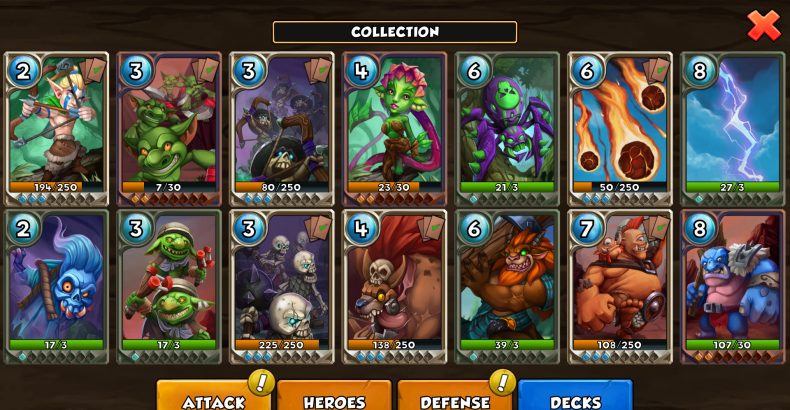 COLLECTION
2 3 3 4 6 6 8
194/250 7/30 80/250 23/30 21/3 50/250 27/3
2 3 3 4 6 7 8
17/3 17/3 225/250 138/250 39/3 108/250 107/30
! !
ATTACK HEROES DEFENSE DECKS